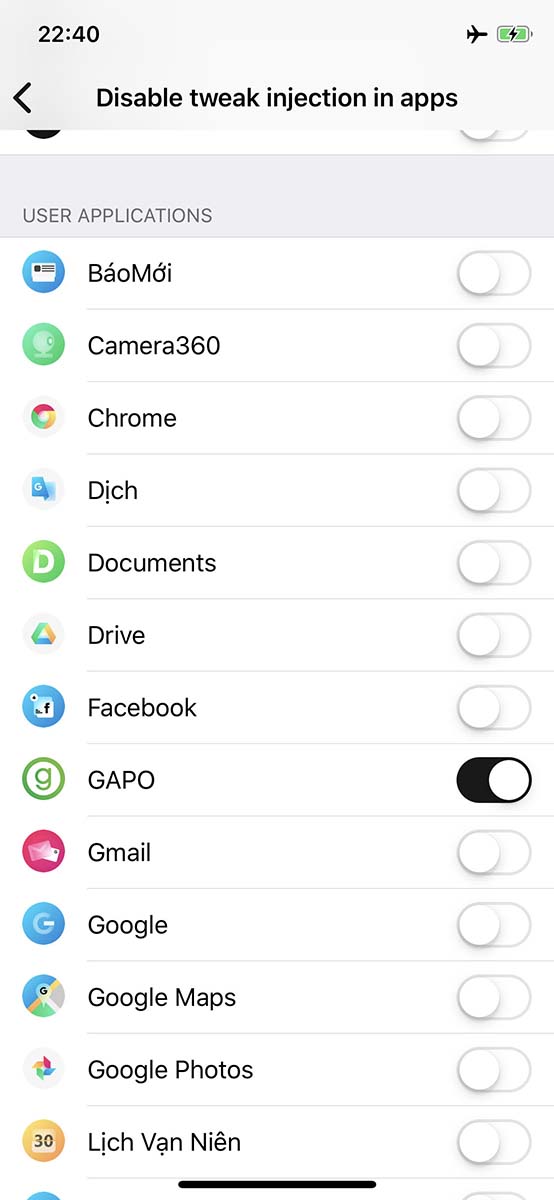 22:40
Disable tweak injection in apps
USER APPLICATIONS
BáoMới
Camera360
Chrome
G
Dịch
D
Documents
Drive
f
Facebook
g
GAPO
Gmail
G
Google
G
Google Maps
Google Photos
30
Lịch Vạn Niên